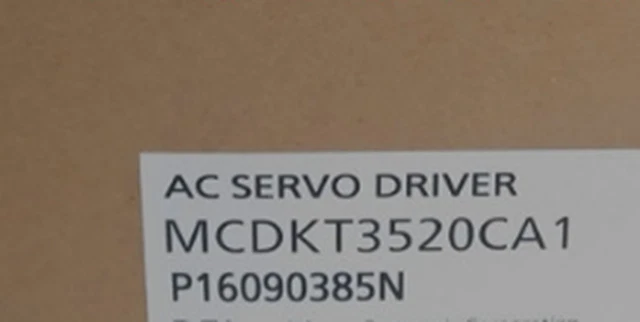 AC SERVO DRIVER
MCDKT3520CA1
P16090385N